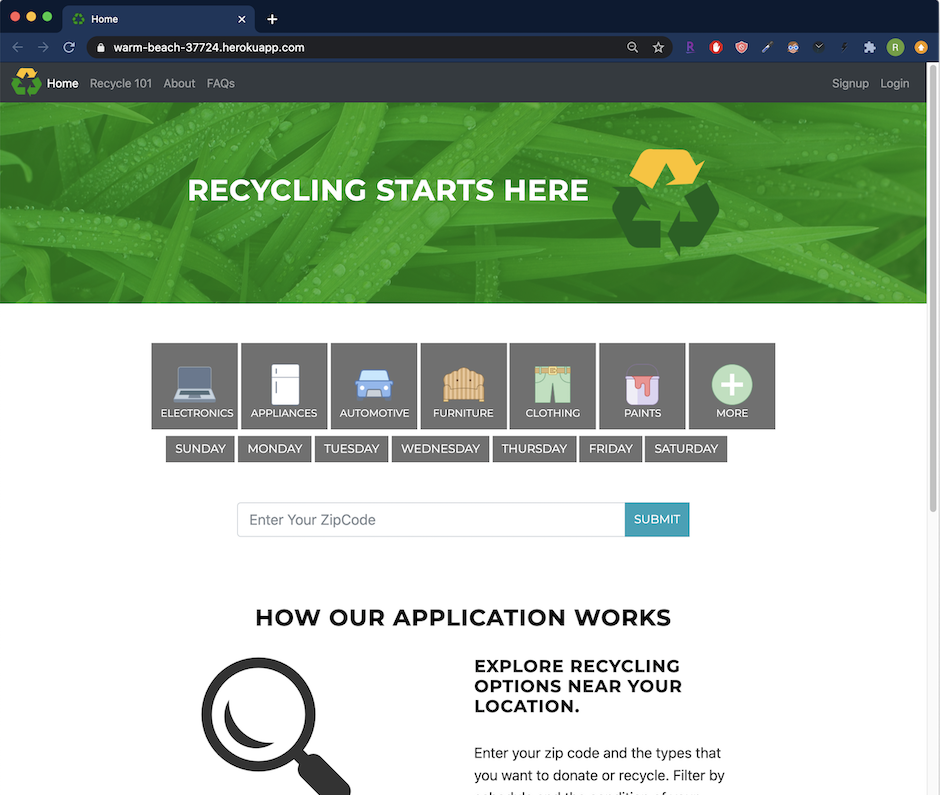 Home
warm-beach-37724.herokuapp.com
R
R
Home Recycle 101 About FAQs Signup Login
RECYCLING STARTS HERE
ELECTRONICS APPLIANCES AUTOMOTIVE FURNITURE CLOTHING PAINTS MORE
SUNDAY MONDAY TUESDAY WEDNESDAY THURSDAY FRIDAY SATURDAY
Enter Your ZipCode SUBMIT
HOW OUR APPLICATION WORKS
EXPLORE RECYCLING
OPTIONS NEAR YOUR
LOCATION.
Enter your zip code and the types that
you want to donate or recycle. Filter by